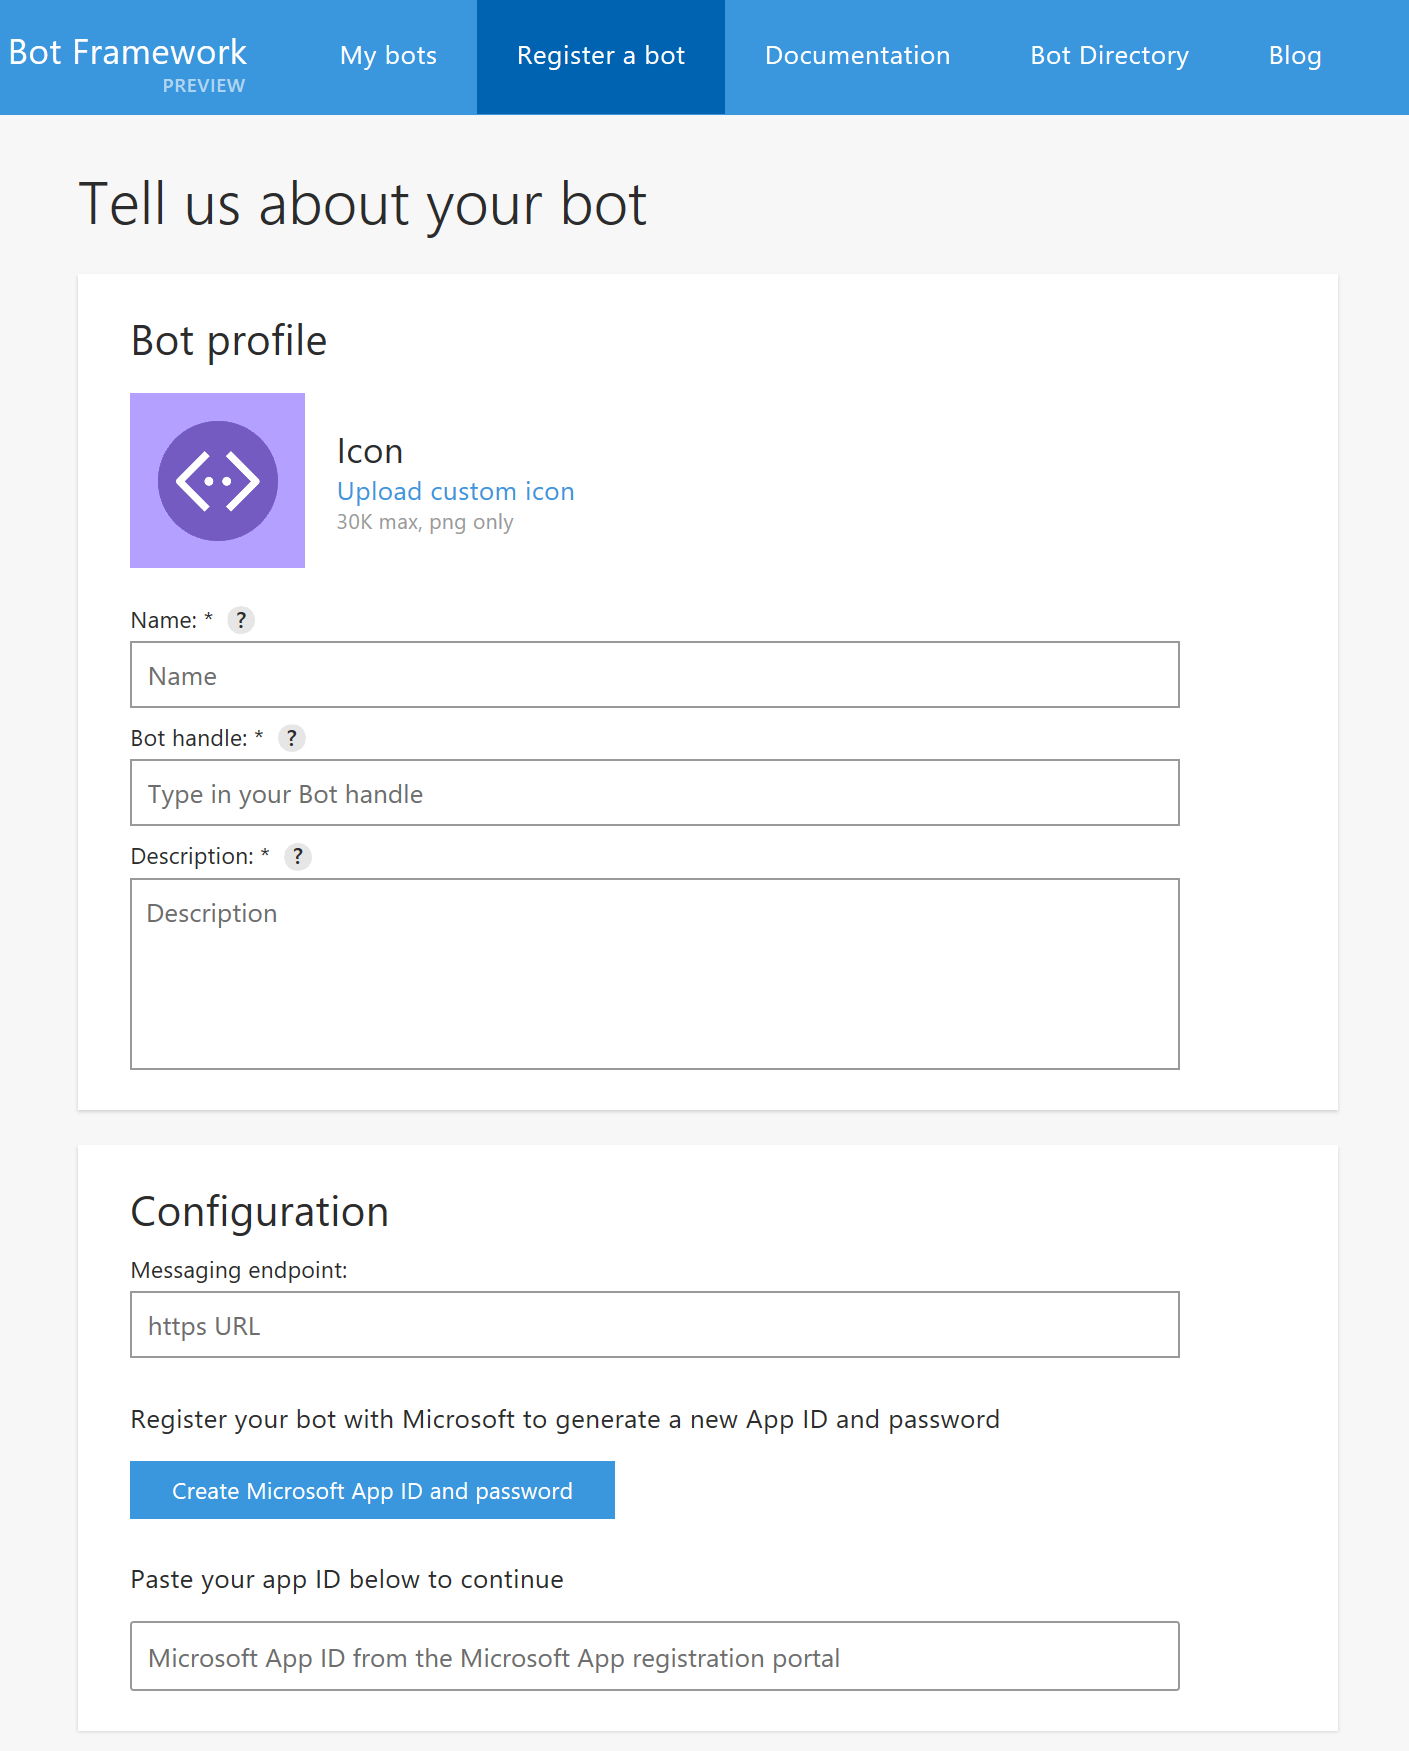 Bot Framework
PREVIEW
My bots
Register a bot
Documentation
Bot Directory
Blog
Tell us about your bot
Bot profile
Icon
Upload custom icon
30K max, png only
Name: * ?
Name
Bot handle: * ?
Type in your Bot handle
Description: * ?
Description
Configuration
Messaging endpoint:
https URL
Register your bot with Microsoft to generate a new App ID and password
Create Microsoft App ID and password
Paste your app ID below to continue
Microsoft App ID from the Microsoft App registration portal